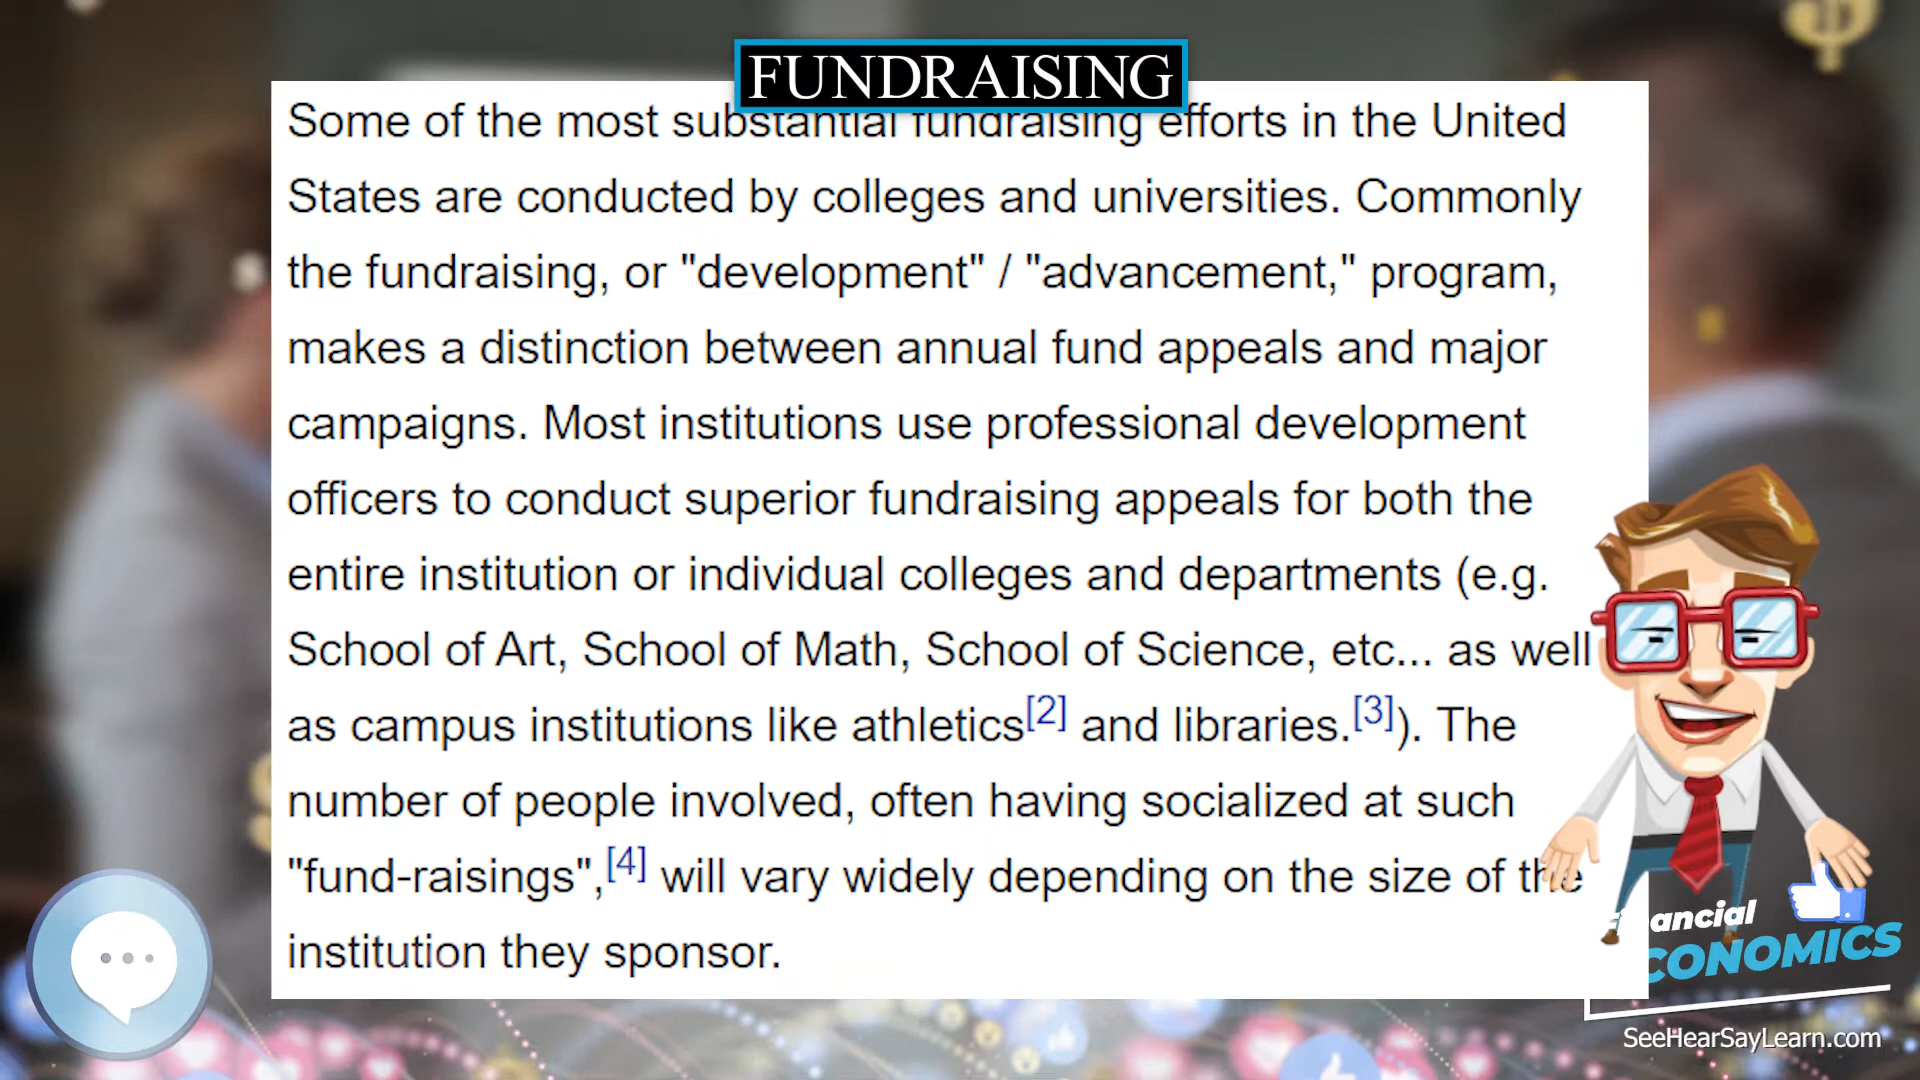 FUNDRAISING
Some of the most substantial fundraising efforts in the United
States are conducted by colleges and universities. Commonly
the fundraising, or "development" / "advancement," program,
makes a distinction between annual fund appeals and major
campaigns. Most institutions use professional development
officers to conduct superior fundraising appeals for both the
entire institution or individual colleges and departments (e.g.
School of Art, School of Math, School of Science, etc... as well
as campus institutions like athletics[2] and libraries.[3]). The
number of people involved, often having socialized at such
"fund-raisings",[4] will vary widely depending on the size of the
institution they sponsor.
Financial
ECONOMICS
SeeHearSayLearn.com